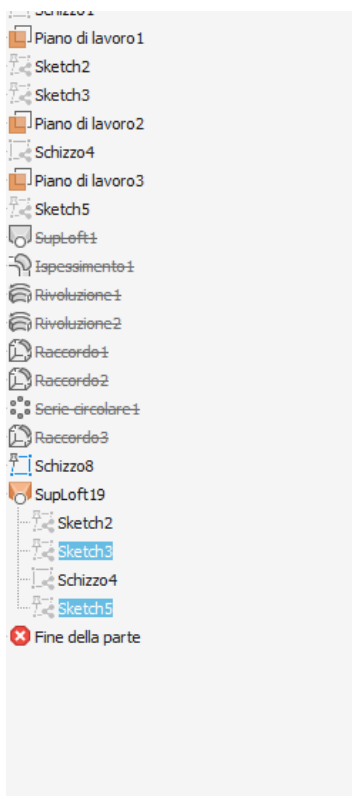 Schizzo1
Piano di lavoro1
Sketch2
Sketch3
Piano di lavoro2
Schizzo4
Piano di lavoro3
Sketch5
SupLoft1
Ispessimento1
Rivoluzione1
Rivoluzione2
Raccordo1
Raccordo2
Serie circolare1
Raccordo3
Schizzo8
SupLoft19
Sketch2
Sketch3
Schizzo4
Sketch5
Fine della parte